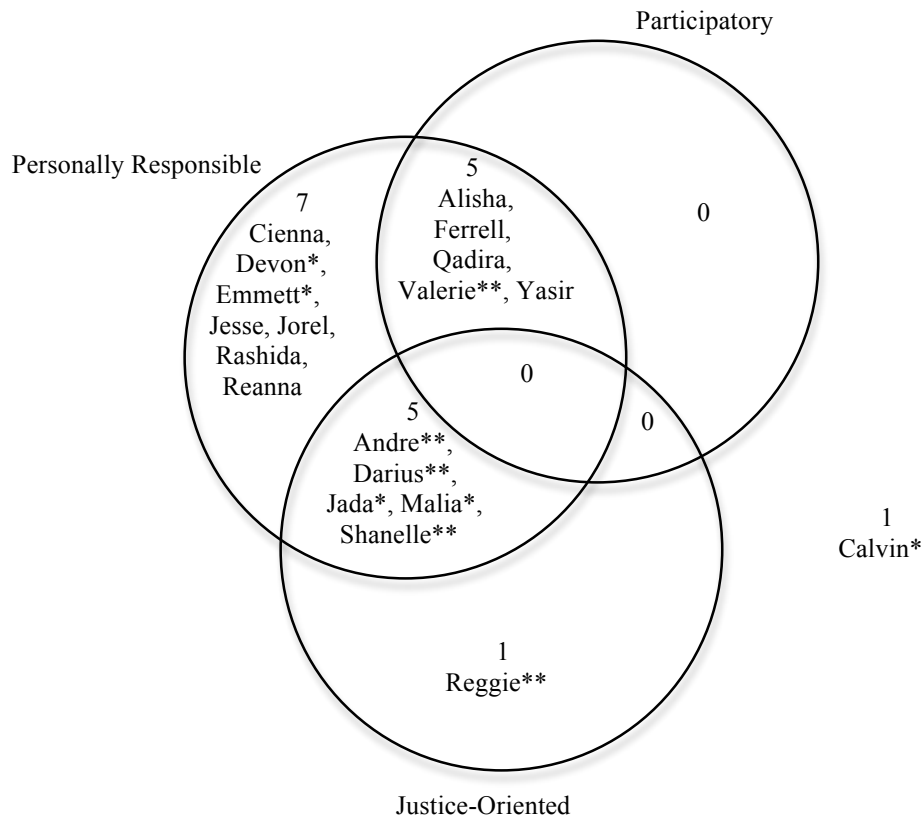 Participatory
Personally Responsible
7
Cienna,
Devon*,
Emmett*,
Jesse, Jorel,
Rashida,
Reanna
5
Alisha,
Ferrell,
Qadira,
Valerie**, Yasir
0
0
0
5
Andre**,
Darius**,
Jada*, Malia*,
Shanelle**
1
Calvin*
1
Reggie**
Justice-Oriented